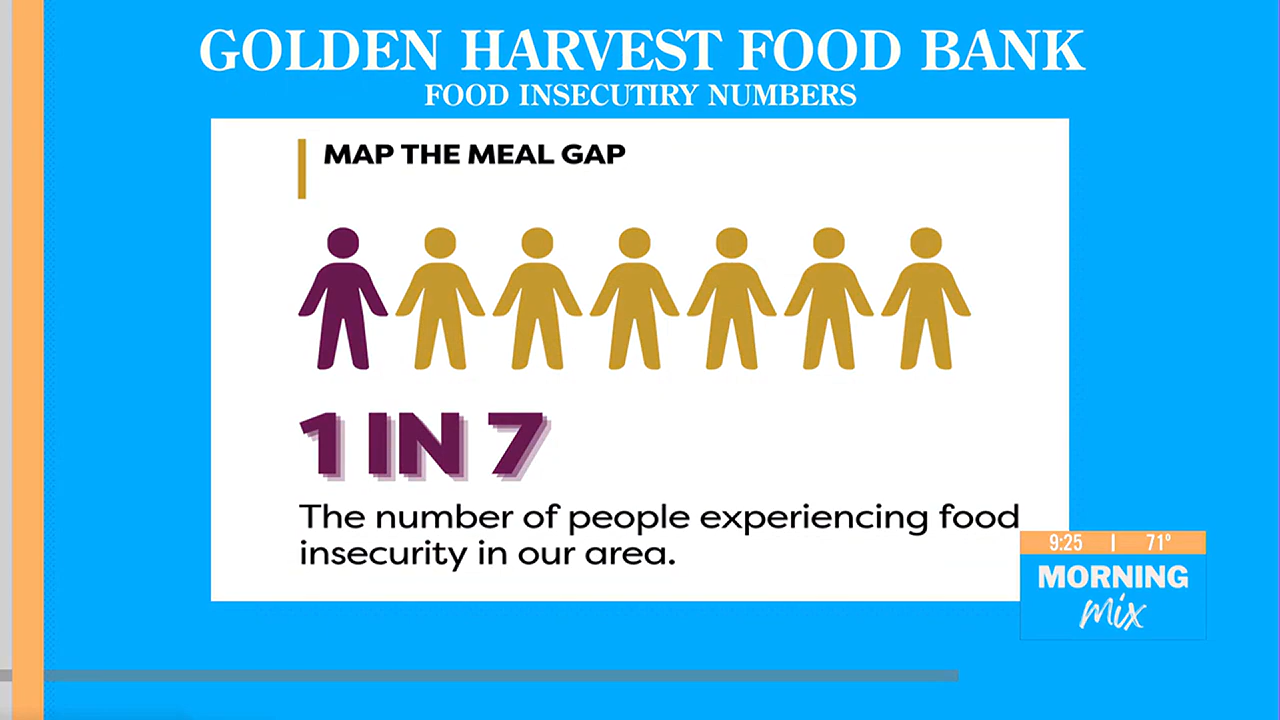 GOLDEN HARVEST FOOD BANK
FOOD INSECUTIRY NUMBERS
MAP THE MEAL GAP
1 IN 7
The number of people experiencing food
insecurity in our area.
9:25 | 71°
MORNING
mix